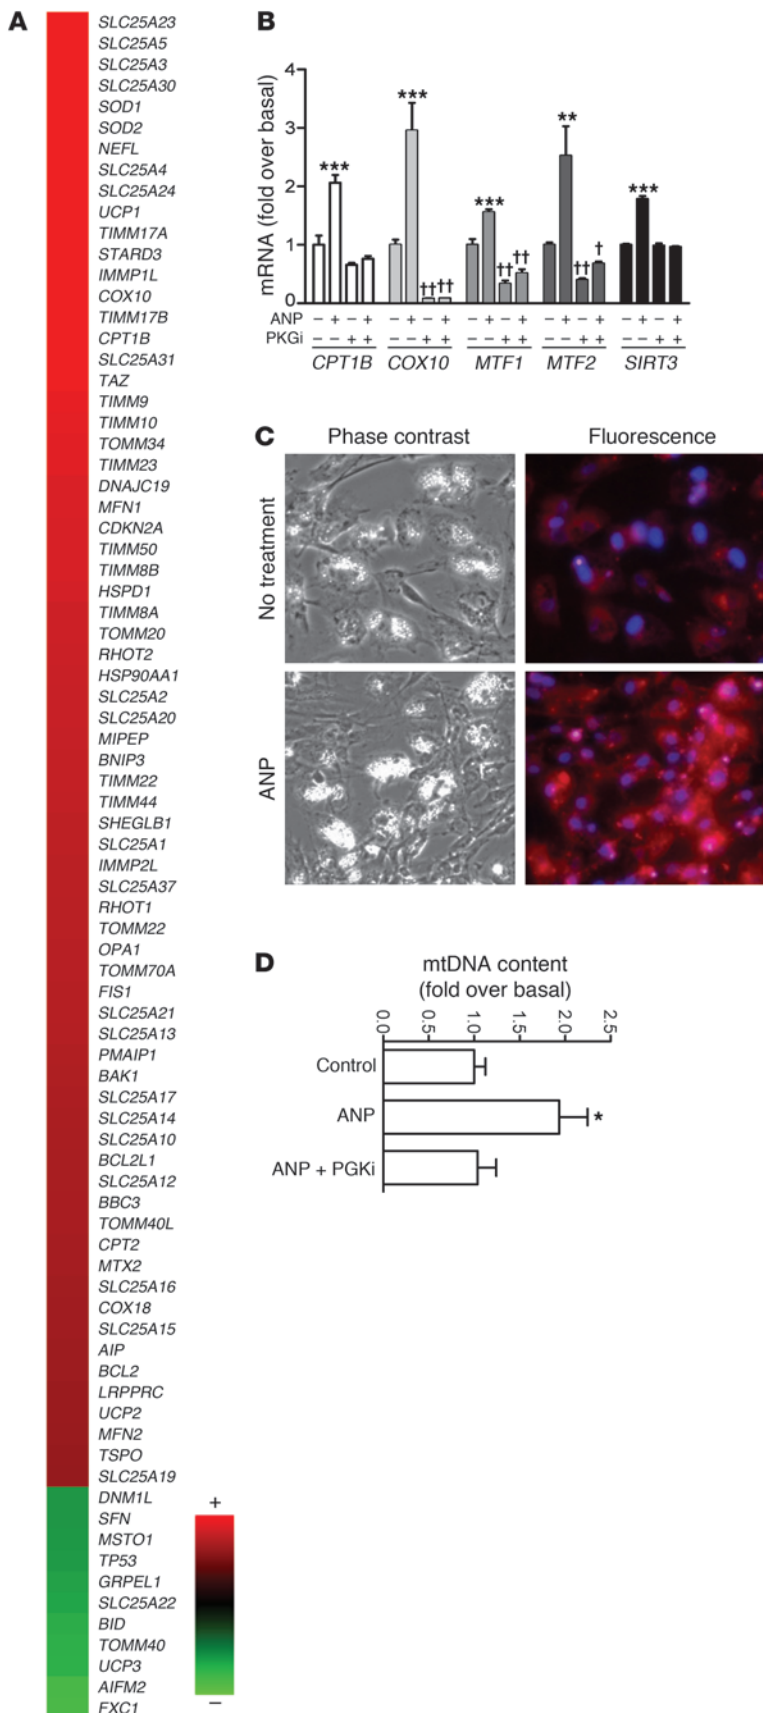 A
SLC25A23
SLC25A5
SLC25A3
SLC25A30
SOD1
SOD2
NEFL
SLC25A4
SLC25A24
UCP1
TIMM17A
STARD3
IMMP1L
COX10
TIMM17B
CPT1B
SLC25A31
TAZ
TIMM9
TIMM10
TOMM34
TIMM23
DNAJC19
MFN1
CDKN2A
TIMM50
TIMM8B
HSPD1
TIMM8A
TOMM20
RHOT2
HSP90AA1
SLC25A2
SLC25A20
MIPEP
BNIP3
TIMM22
TIMM44
SHEGLB1
SLC25A1
IMMP2L
SLC25A37
RHOT1
TOMM22
OPA1
TOMM70A
FIS1
SLC25A21
SLC25A13
PMAIP1
BAK1
SLC25A17
SLC25A14
SLC25A10
BCL2L1
SLC25A12
BBC3
TOMM40L
CPT2
MTX2
SLC25A16
COX18
SLC25A15
AIP
BCL2
LRPPRC
UCP2
MFN2
TSPO
SLC25A19
DNM1L
SFN
MSTO1
TP53
GRPEL1
SLC25A22
BID
TOMM40
UCP3
AIFM2
FXC1
+
−
B
mRNA (fold over basal)
4
3
2
1
0
*** *** *** ** ***
†† †† †† †† †† †
ANP − + − + − + − + − + − + − + − + − + − +
PKGi − − + + − − + + − − + + − − + + − − + +
CPT1B COX10 MTF1 MTF2 SIRT3
C
Phase contrast Fluorescence
No treatment
ANP
D
mtDNA content
(fold over basal)
0.0 0.5 1.0 1.5 2.0 2.5
Control
ANP *
ANP + PGKi